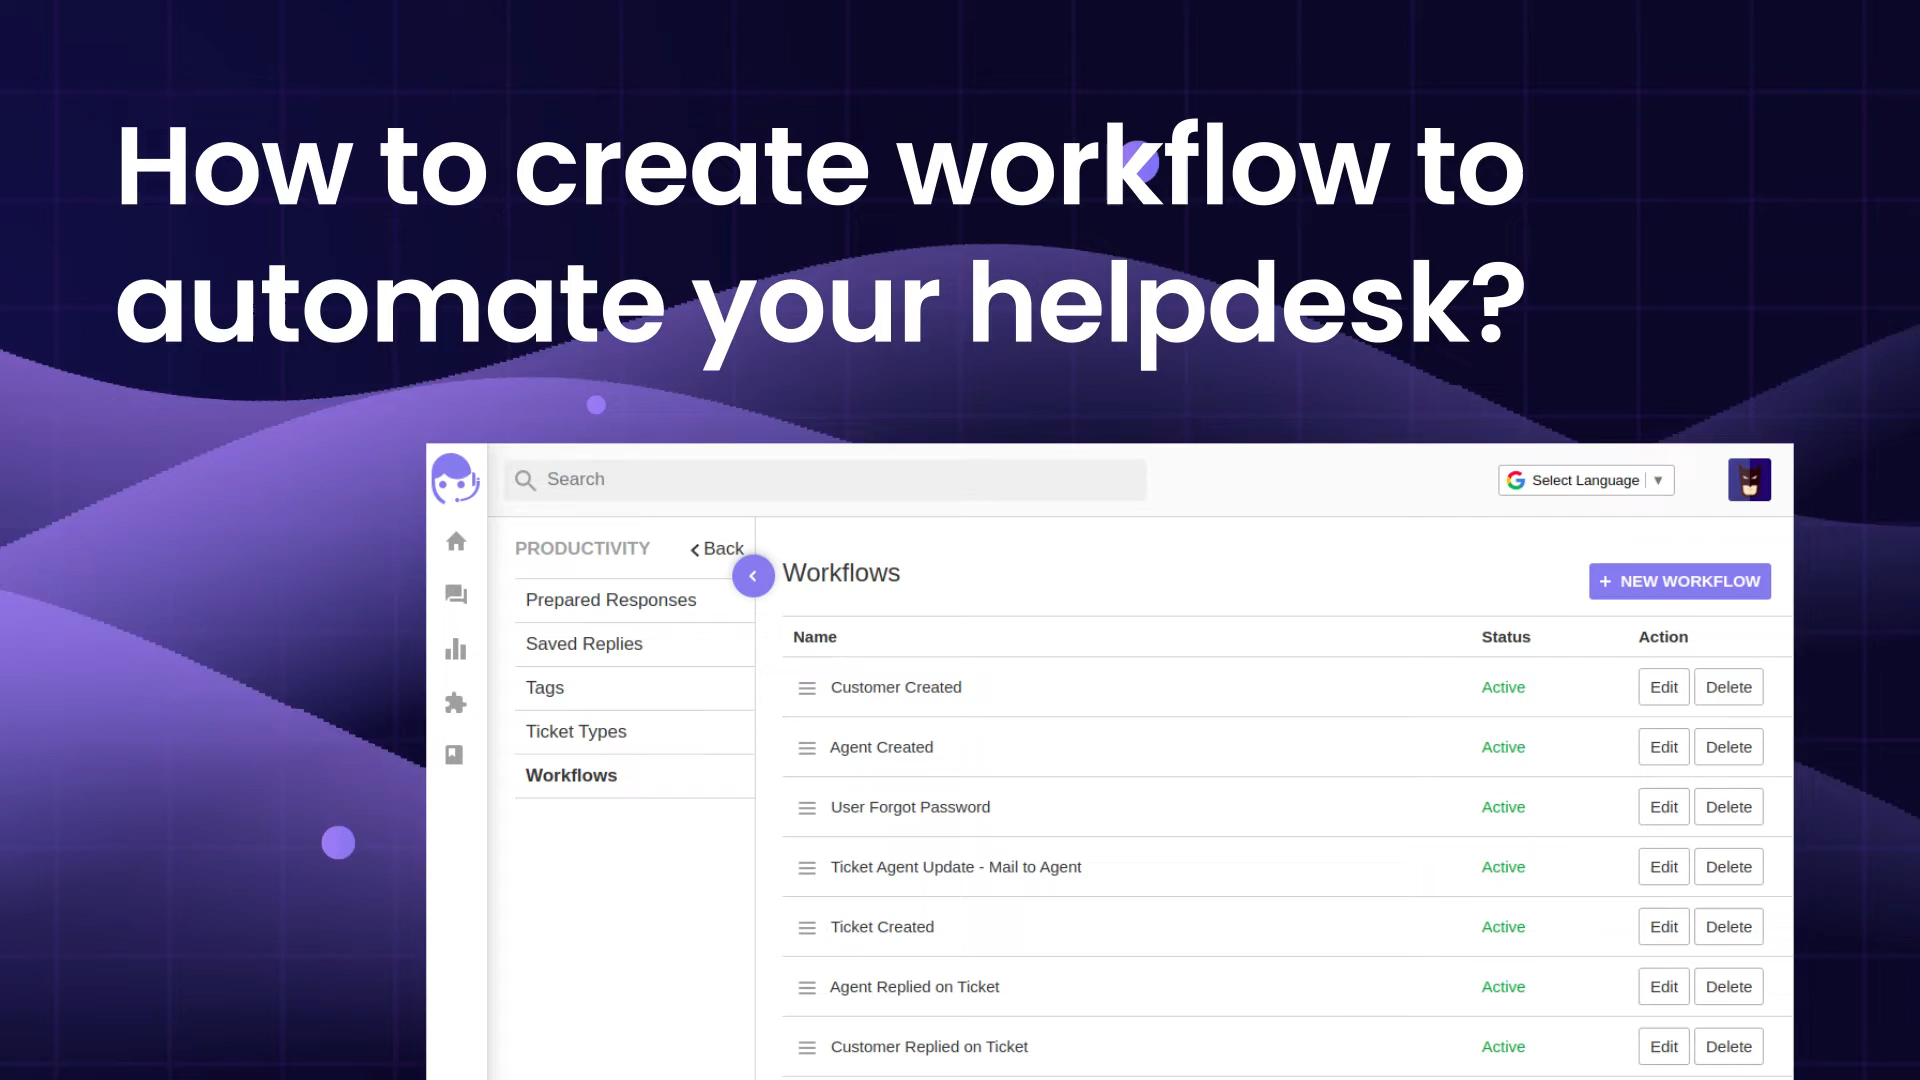 How to create workflow to
automate your helpdesk?
Search
Select Language ▼
PRODUCTIVITY
Back
Prepared Responses
Saved Replies
Tags
Ticket Types
Workflows
Workflows
+ NEW WORKFLOW
Name Status Action
Customer Created Active Edit Delete
Agent Created Active Edit Delete
User Forgot Password Active Edit Delete
Ticket Agent Update - Mail to Agent Active Edit Delete
Ticket Created Active Edit Delete
Agent Replied on Ticket Active Edit Delete
Customer Replied on Ticket Active Edit Delete